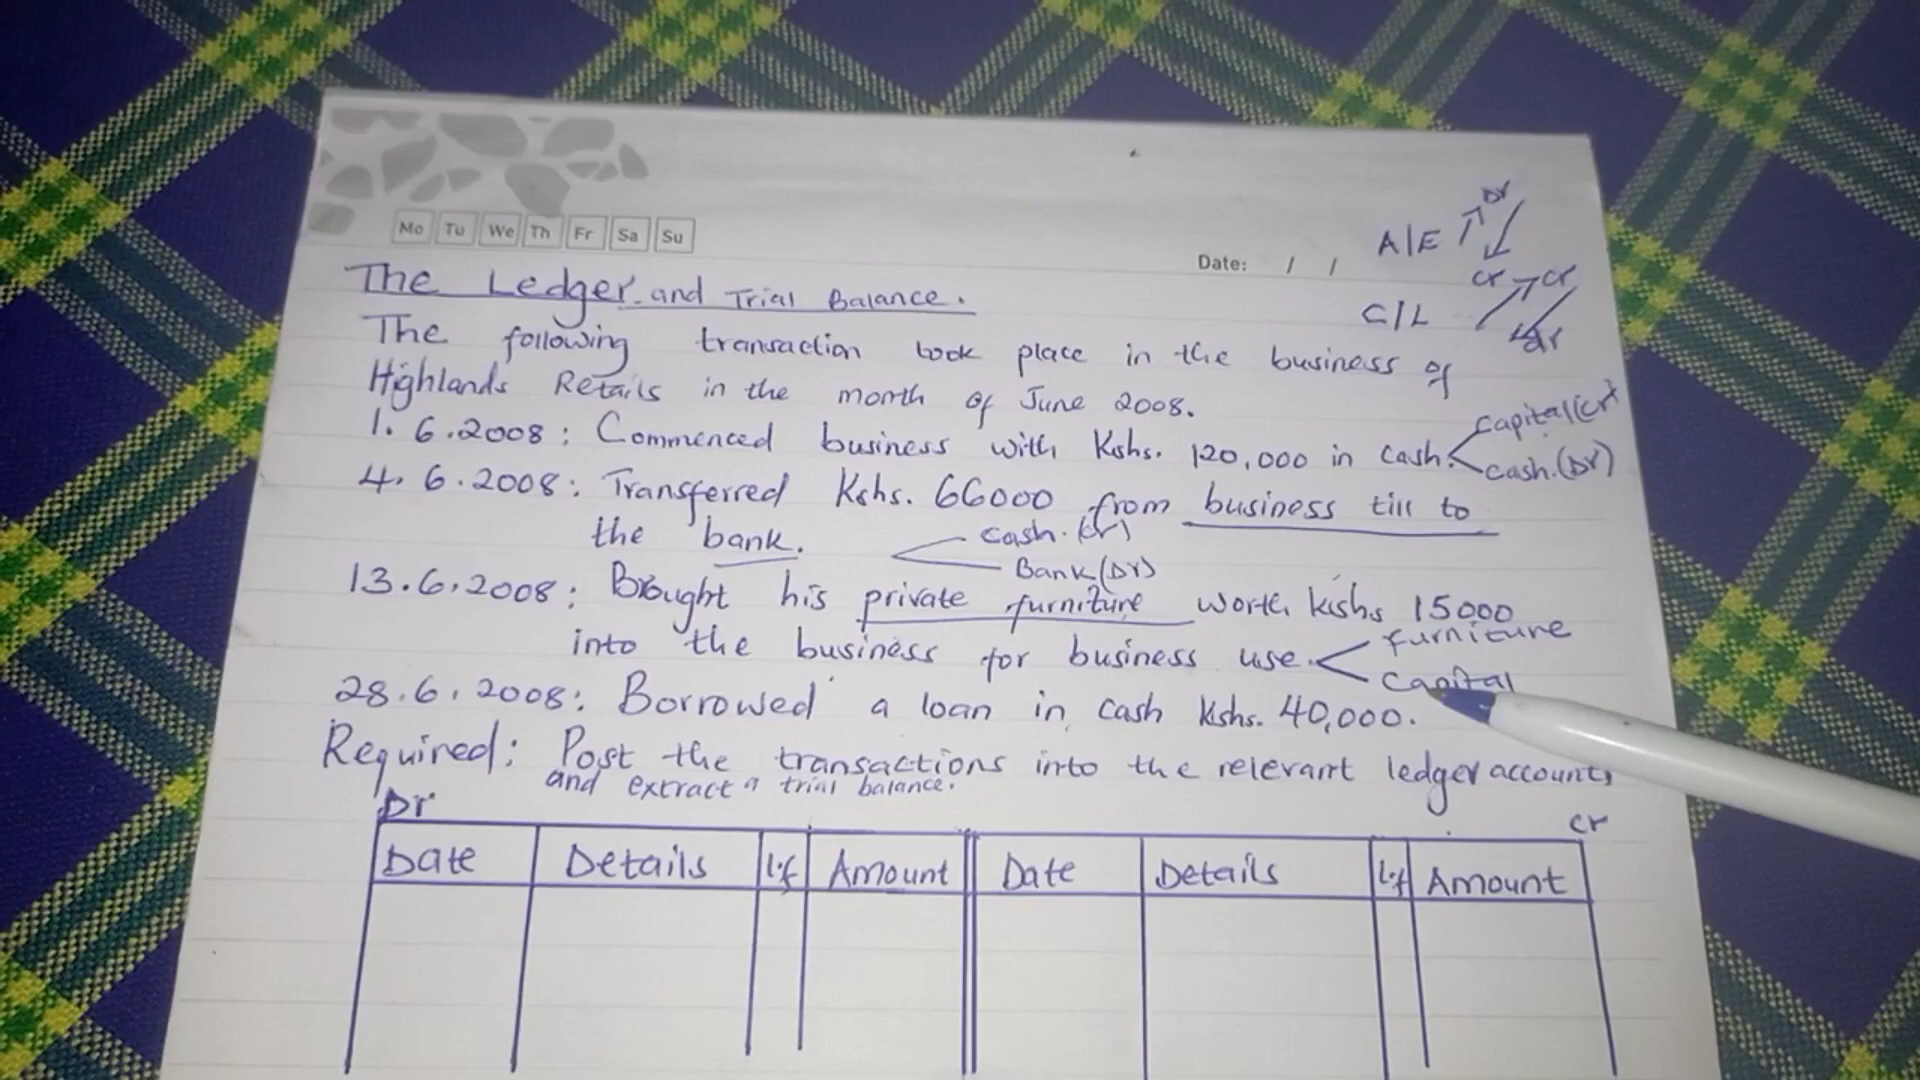 Mo Tu We Th Fr Sa Su
Date: / /
A/E Dr
cr
C/L cr
dr
The Ledger and Trial Balance.
The following transaction took place in the business of
Highlands Retails in the month of June 2008.
1. 6.2008: Commenced business with Kshs. 120,000 in cash.
Capital(cr)
Cash.(Dr)
4. 6.2008: Transferred Kshs. 66000 from business till to
the bank.
Cash.(cr)
Bank(Dr)
13.6.2008: Brought his private furniture worth kshs 15000
into the business for business use.
furniture
Capital
28.6.2008: Borrowed a loan in cash Kshs. 40,000.
Required: Post the transactions into the relevant ledger accounts
and extract a trial balance.
Dr cr
Date Details l.f Amount Date Details l.f Amount